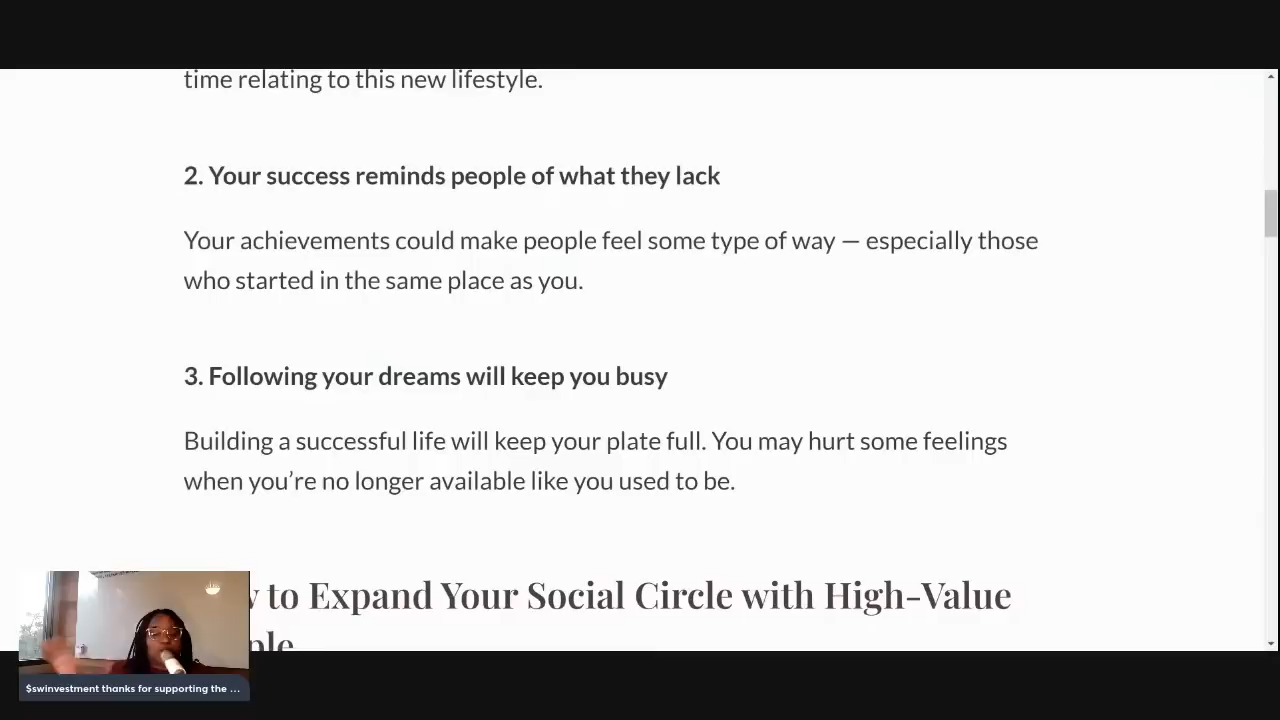 time relating to this new lifestyle.
2. Your success reminds people of what they lack
Your achievements could make people feel some type of way — especially those
who started in the same place as you.
3. Following your dreams will keep you busy
Building a successful life will keep your plate full. You may hurt some feelings
when you’re no longer available like you used to be.
to Expand Your Social Circle with High-Value
$swinvestment thanks for supporting the ...